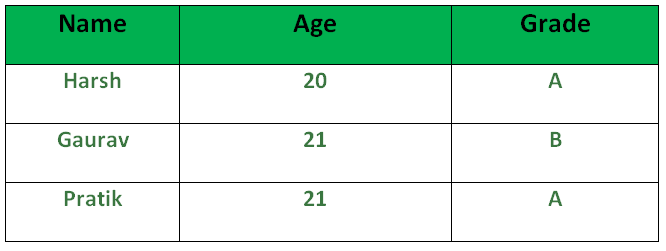 Name Age Grade
Harsh 20 A
Gaurav 21 B
Pratik 21 A